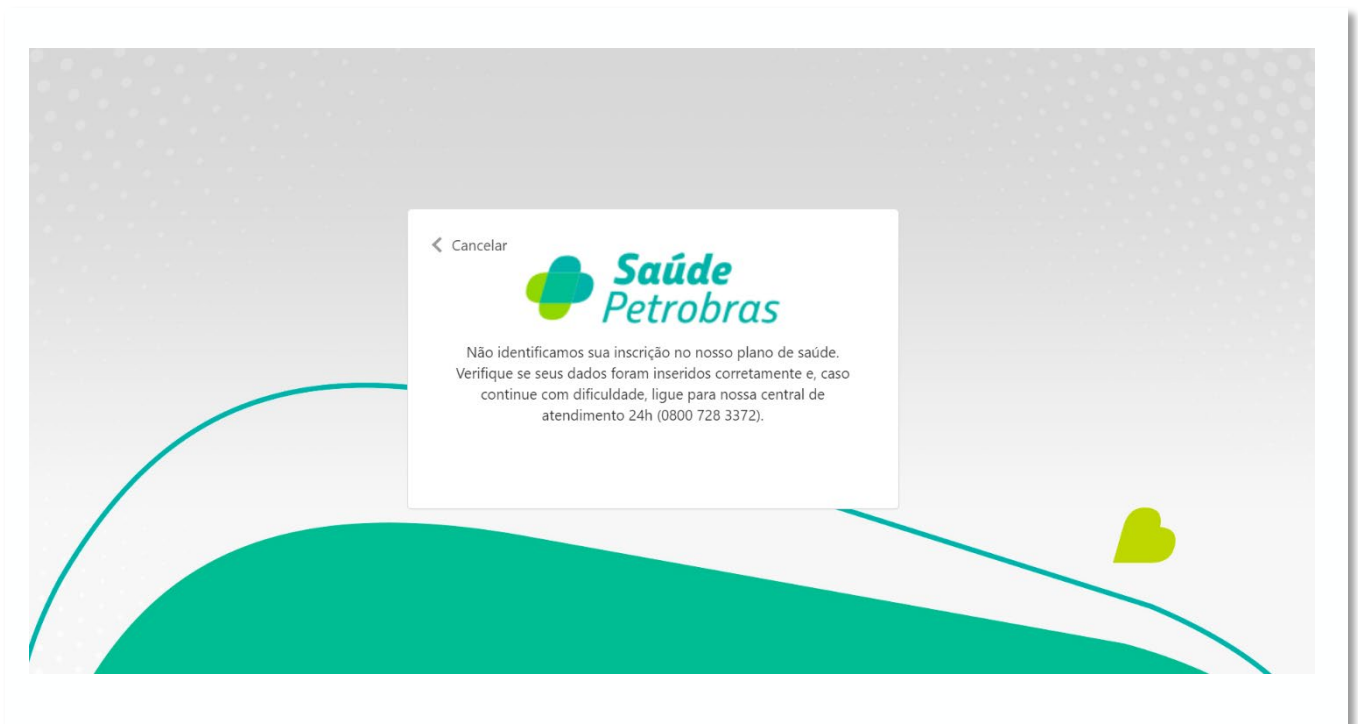 Cancelar
Saúde
Petrobras
Não identificamos sua inscrição no nosso plano de saúde.
Verifique se seus dados foram inseridos corretamente e, caso
continue com dificuldade, ligue para nossa central de
atendimento 24h (0800 728 3372).